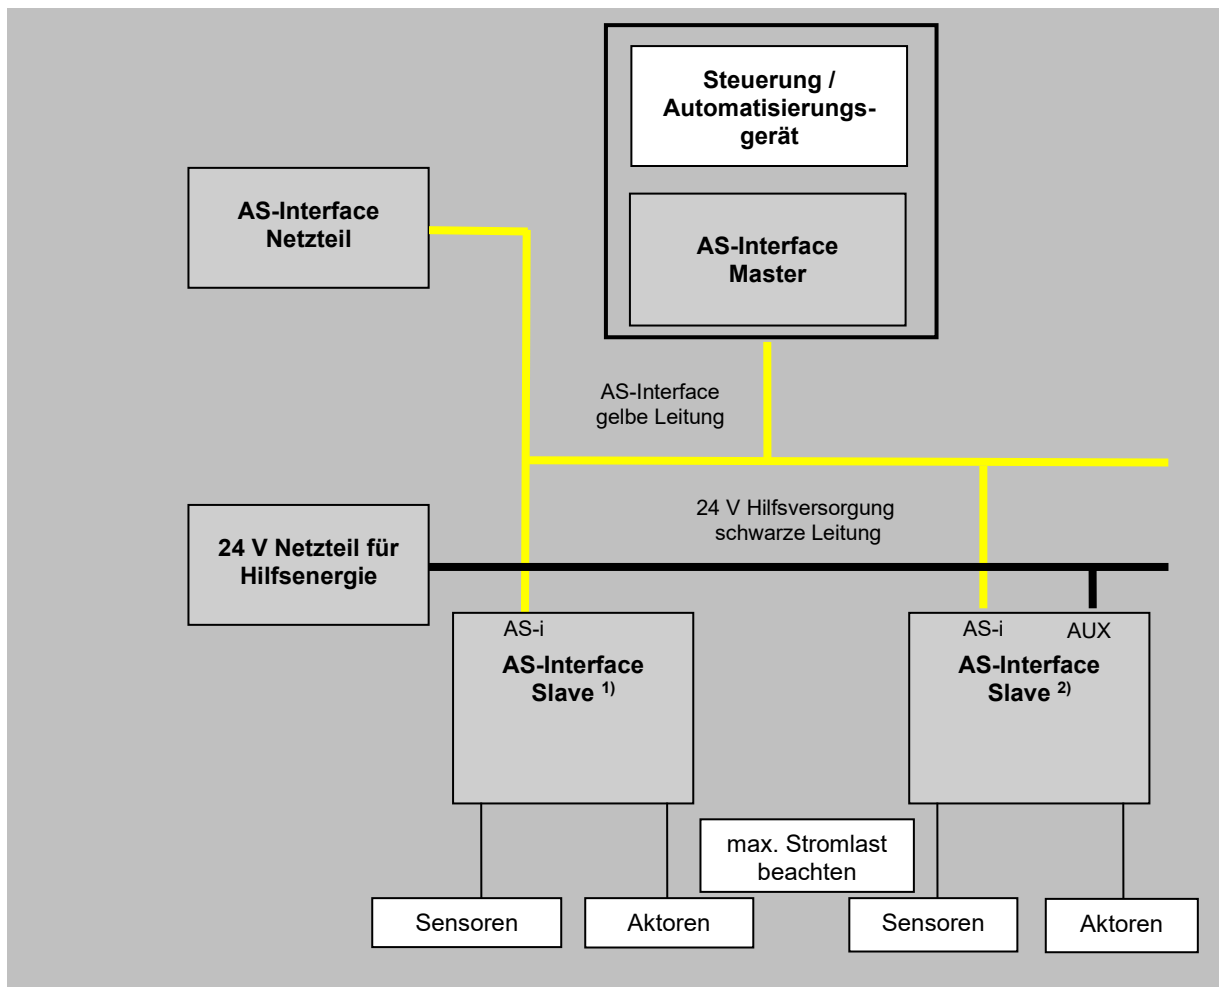 Steuerung /
Automatisierungs-
gerät
AS-Interface
Netzteil
AS-Interface
Master
AS-Interface
gelbe Leitung
24 V Hilfsversorgung
schwarze Leitung
24 V Netzteil für
Hilfsenergie
AS-i
AS-Interface
Slave 1)
AS-i AUX
AS-Interface
Slave 2)
max. Stromlast
beachten
Sensoren
Aktoren
Sensoren
Aktoren